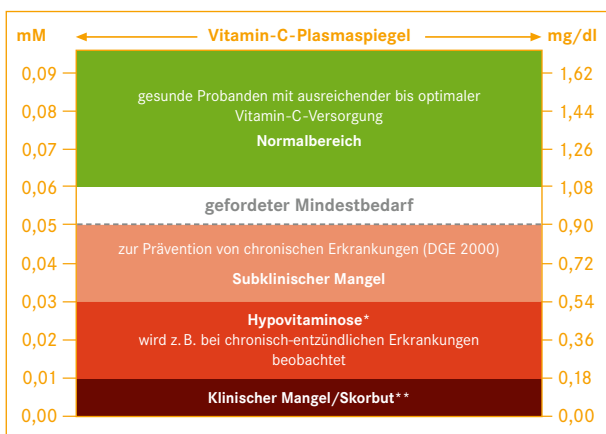 mM Vitamin-C-Plasmaspiegel mg/dl
0,09 1,62
gesunde Probanden mit ausreichender bis optimaler
0,08 Vitamin-C-Versorgung 1,44
Normalbereich
0,07 1,26
0,06 1,08
gefordeter Mindestbedarf
0,05 0,90
zur Prävention von chronischen Erkrankungen (DGE 2000)
0,04 0,72
Subklinischer Mangel
0,03 0,54
Hypovitaminose*
0,02 wird z. B. bei chronisch-entzündlichen Erkrankungen 0,36
beobachtet
0,01 0,18
Klinischer Mangel/Skorbut**
0,00 0,00